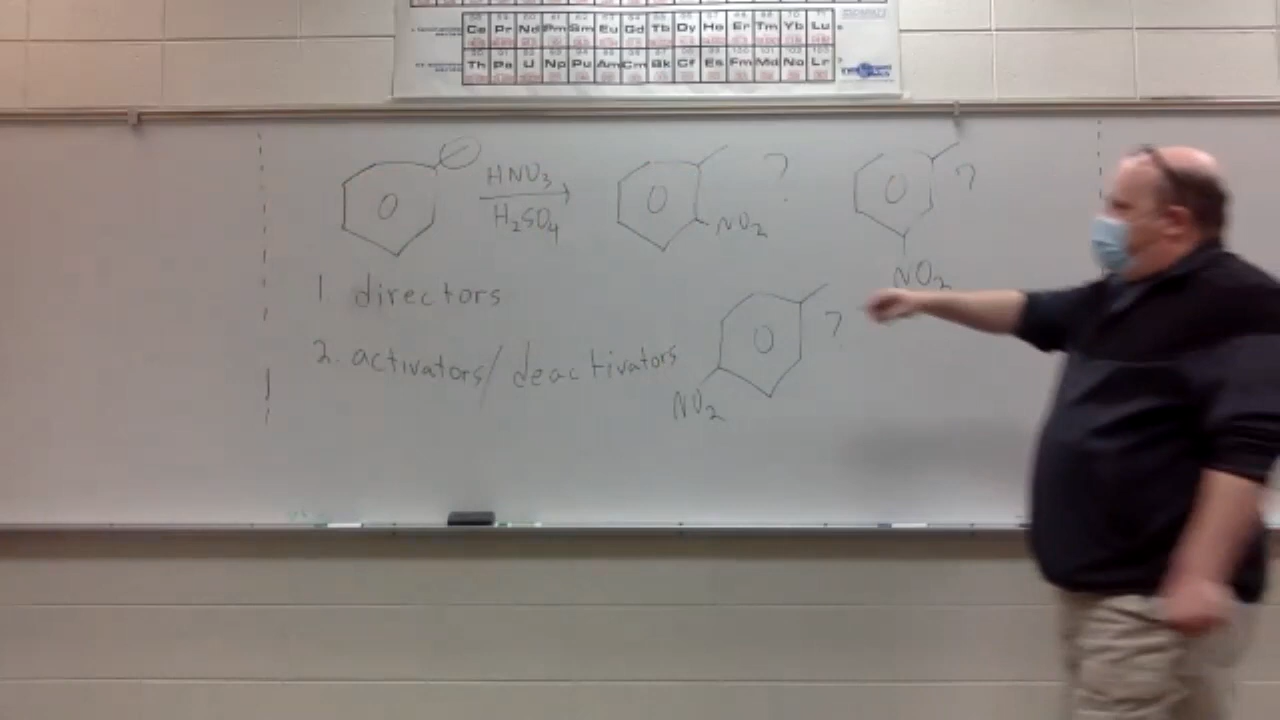 Ce Pr Nd Pm Sm Eu Gd Tb Dy Ho Er Tm Yb Lu
Th Pa U Np Pu Am Cm Bk Cf Es Fm Md No Lr
HNO3
H2SO4
?
NO2
?
NO2
1. directors
?
2. activators/deactivators
NO2